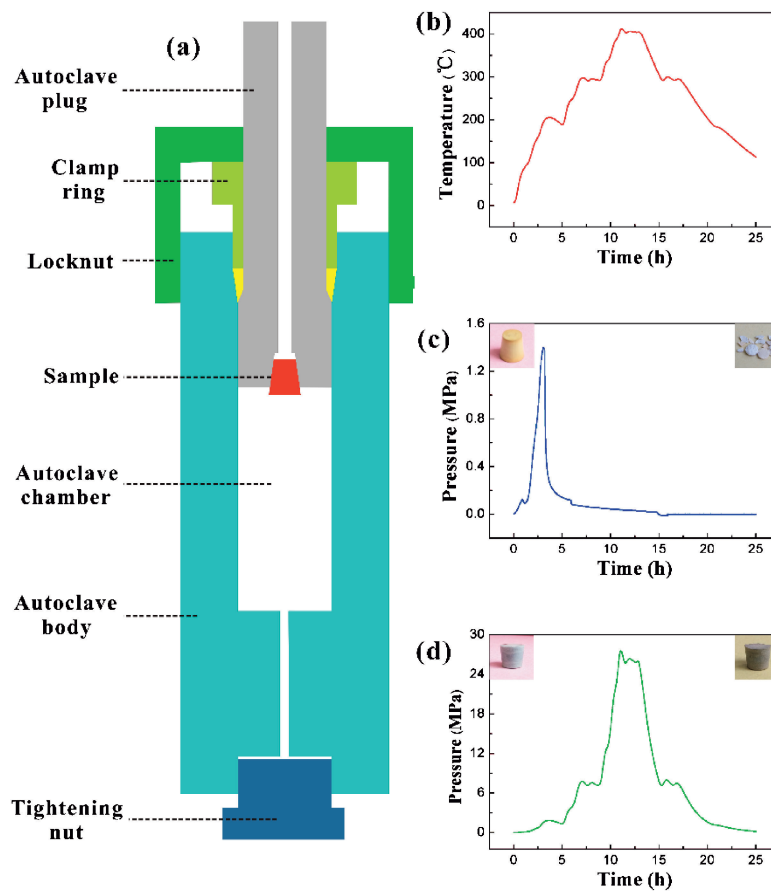 (a)
Autoclave
plug
Clamp
ring
Locknut
Sample
Autoclave
chamber
Autoclave
body
Tightening
nut
(b)
Temperature (℃)
400
300
200
100
0
0 5 10 15 20 25
Time (h)
(c)
Pressure (MPa)
1.6
1.2
0.8
0.4
0.0
0 5 10 15 20 25
Time (h)
(d)
Pressure (MPa)
30
24
18
12
6
0
0 5 10 15 20 25
Time (h)